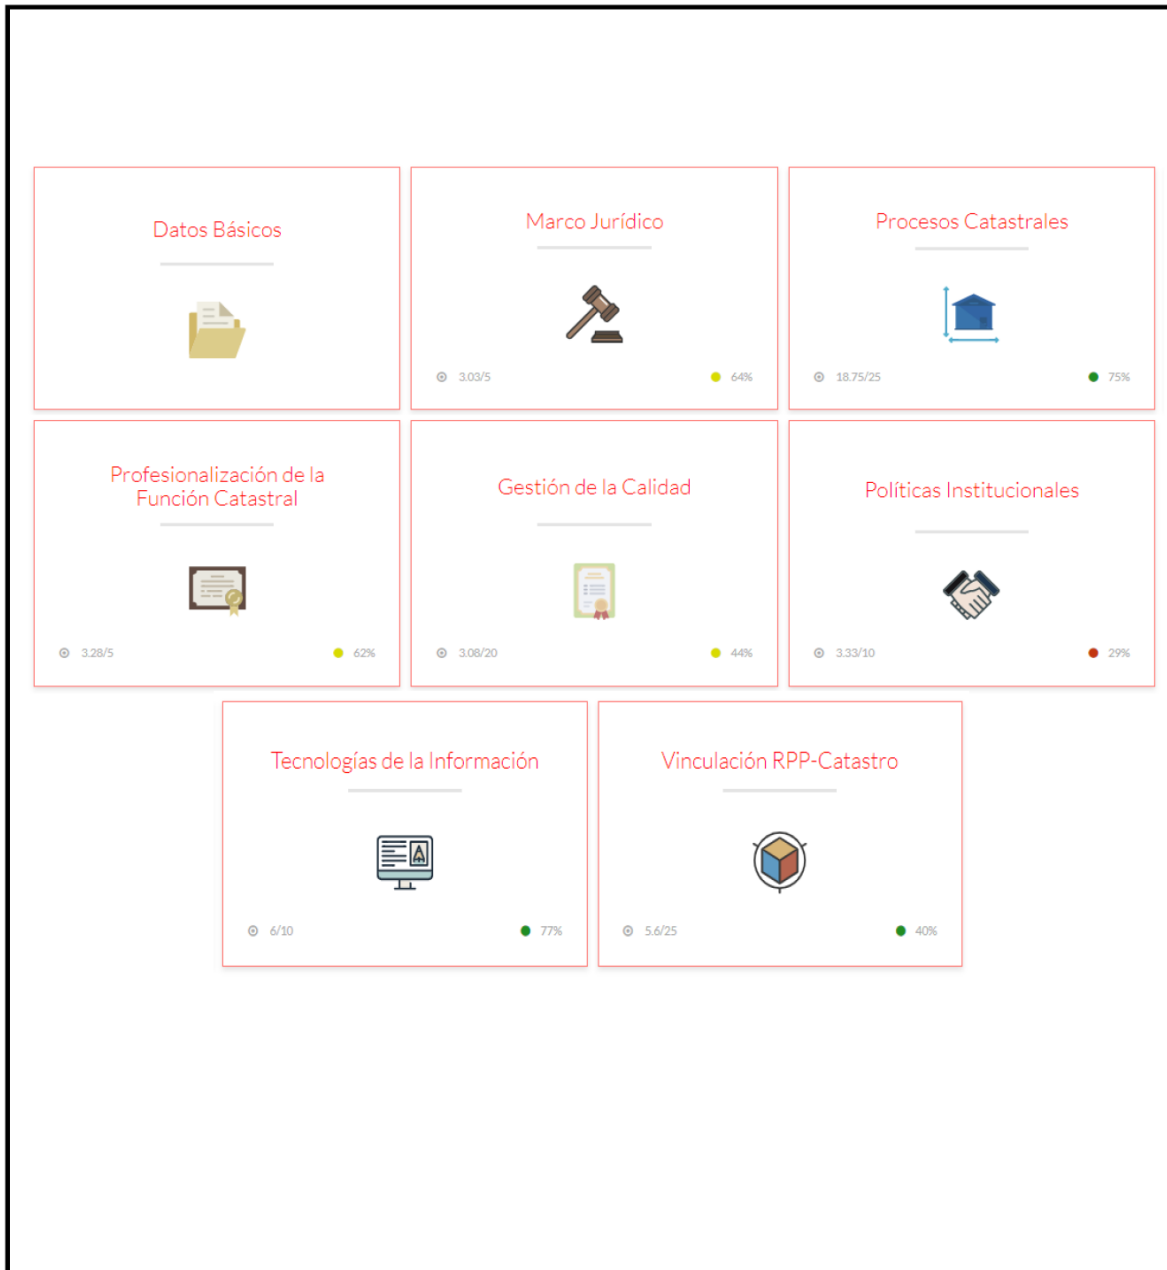 Datos Básicos
Marco Jurídico
3.03/5
64%
Procesos Catastrales
18.75/25
75%
Profesionalización de la
Función Catastral
3.28/5
62%
Gestión de la Calidad
3.08/20
44%
Políticas Institucionales
3.33/10
29%
Tecnologías de la Información
6/10
77%
Vinculación RPP-Catastro
5.6/25
40%